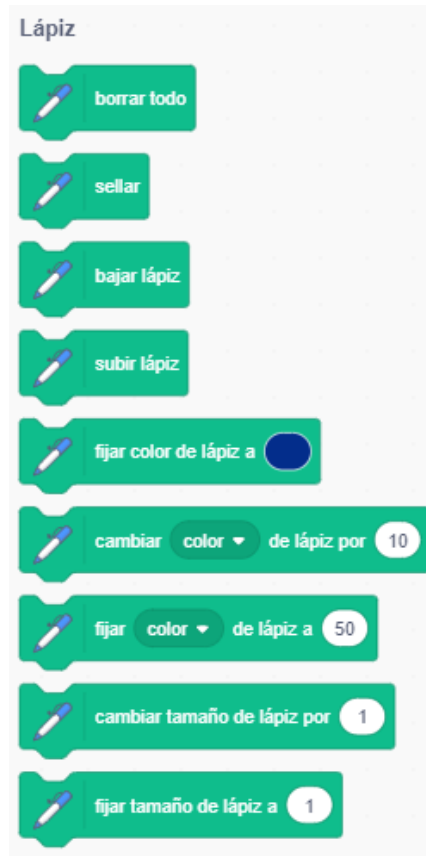 Lápiz
borrar todo
sellar
bajar lápiz
subir lápiz
fijar color de lápiz a
cambiar color de lápiz por 10
fijar color de lápiz a 50
cambiar tamaño de lápiz por 1
fijar tamaño de lápiz a 1